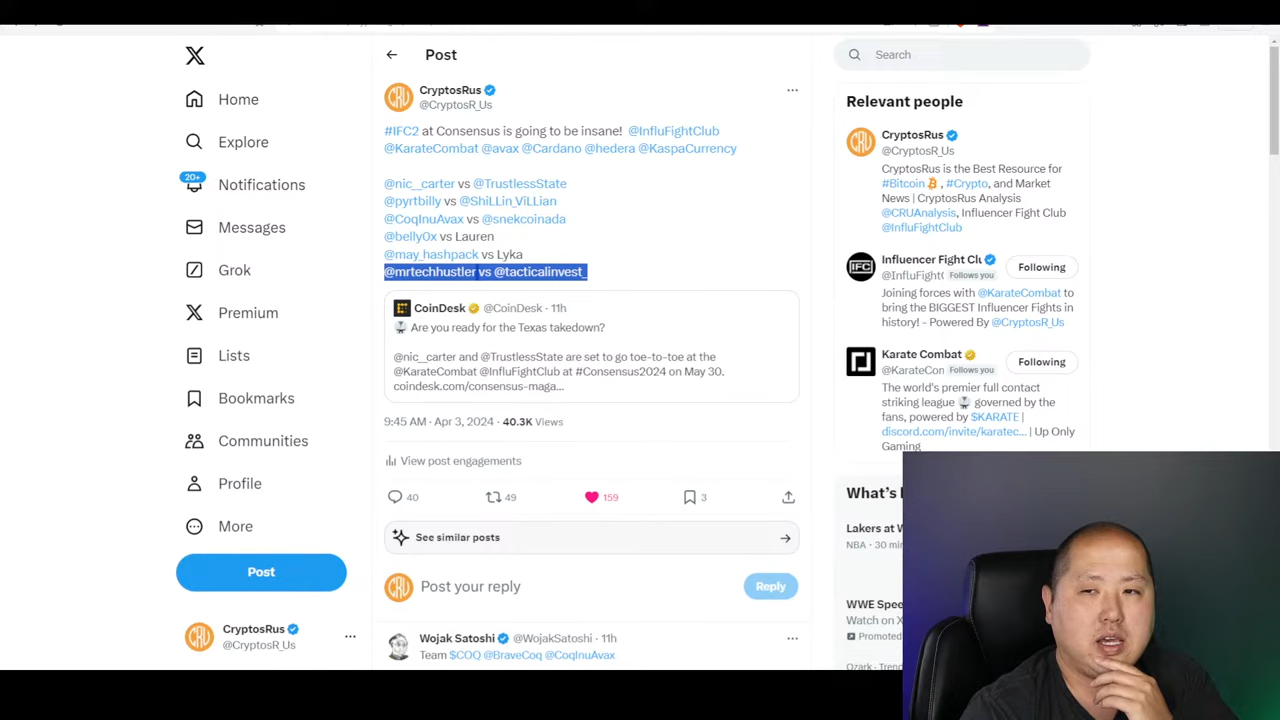 Home
Explore
20+
Notifications
Messages
Grok
Premium
Lists
Bookmarks
Communities
Profile
More
Post
CryptosRus
@CryptosR_Us
Post
CryptosRus
@CryptosR_Us
#IFC2 at Consensus is going to be insane! @InfluFightClub
@KarateCombat @avax @Cardano @hedera @KaspaCurrency
@nic__carter vs @TrustlessState
@pyrtbilly vs @ShiLLin_ViLLian
@CoqInuAvax vs @snekcoinada
@belly0x vs Lauren
@may_hashpack vs Lyka
@mrtechhustler vs @tacticalinvest_
CoinDesk @CoinDesk · 11h
Are you ready for the Texas takedown?
@nic__carter and @TrustlessState are set to go toe-to-toe at the
@KarateCombat @InfluFightClub at #Consensus2024 on May 30.
coindesk.com/consensus-maga...
9:45 AM · Apr 3, 2024 · 40.3K Views
View post engagements
40 49 159 3
See similar posts
Post your reply
Reply
Wojak Satoshi @WojakSatoshi · 11h
Team $COQ @BraveCoq @CoqInuAvax
Search
Relevant people
CryptosRus
@CryptosR_Us
CryptosRus is the Best Resource for
#Bitcoin , #Crypto, and Market
News | CryptosRus Analysis
@CRUAnalysis, Influencer Fight Club
@InfluFightClub
IFC
Influencer Fight Clu
@InfluFight Follows you
Following
Joining forces with @KarateCombat to
bring the BIGGEST Influencer Fights in
history! - Powered By @CryptosR_Us
Karate Combat
@KarateCon Follows you
Following
The world's premier full contact
striking league governed by the
fans, powered by $KARATE |
discord.com/invite/karatec... | Up Only
Gaming
What's
Lakers at W
NBA · 30 min
WWE Spee
Watch on X
Promoted
Ozark · Tren